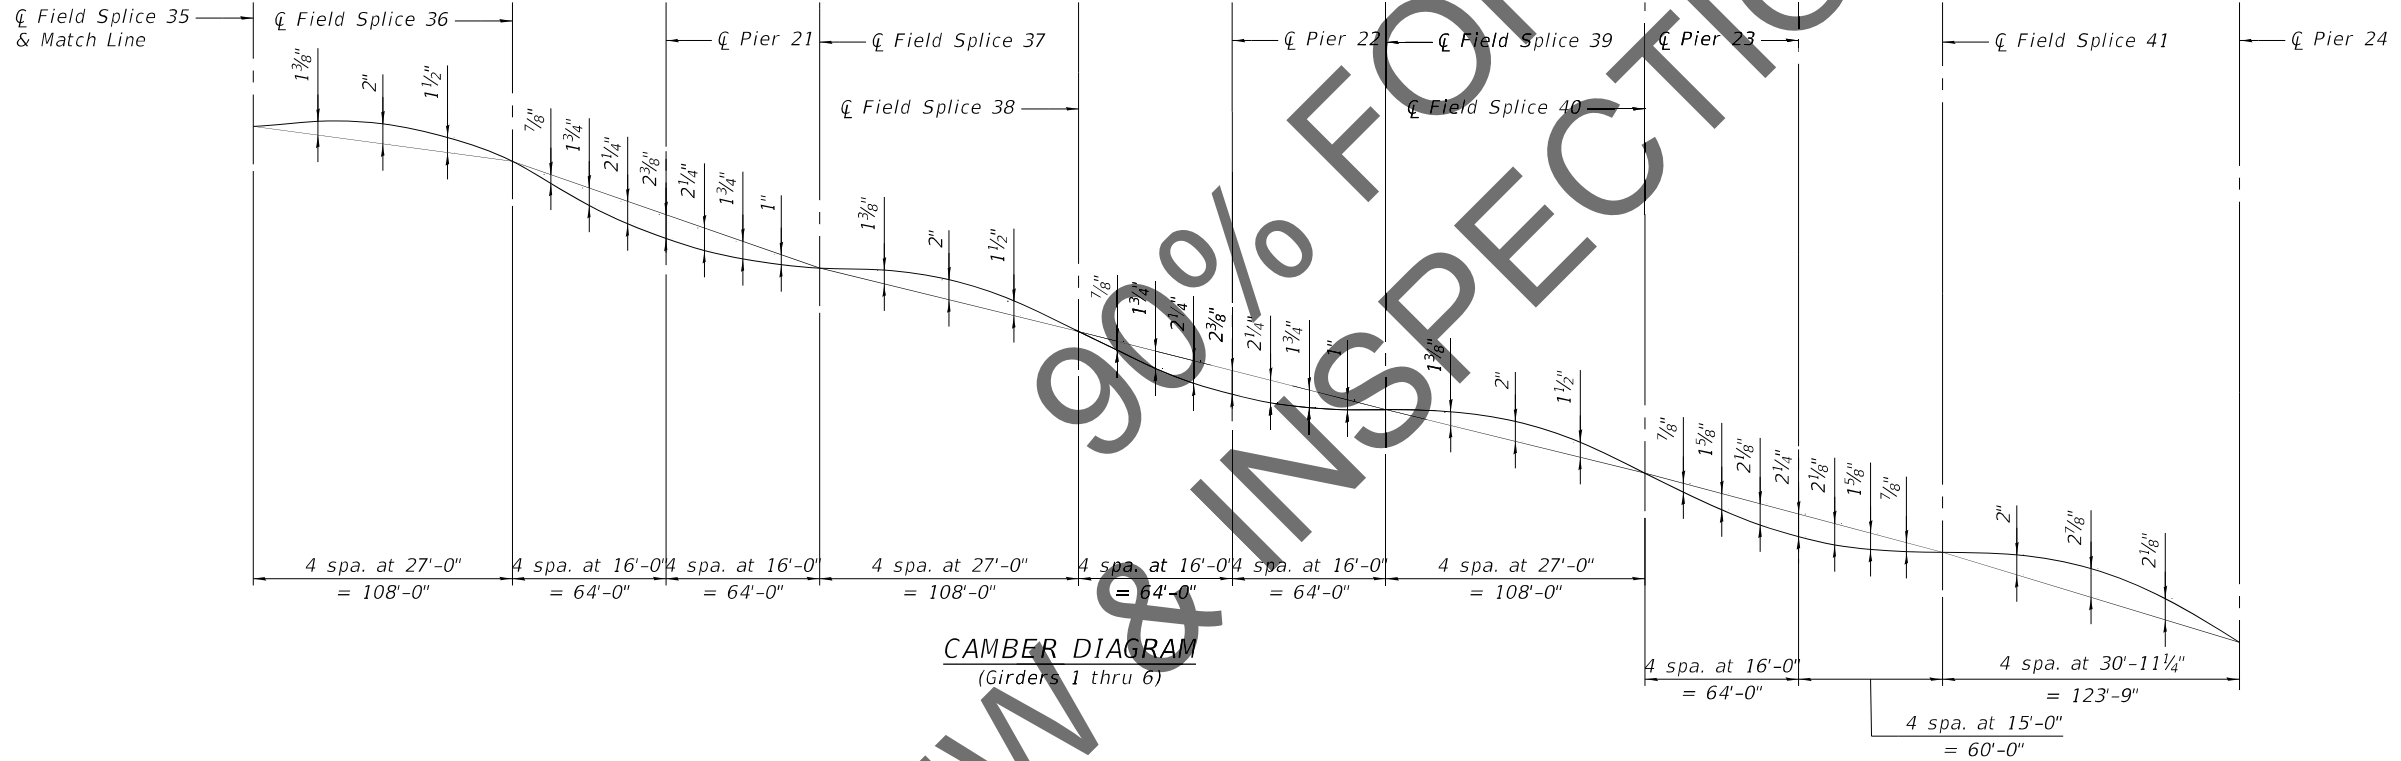 ℄ Field Splice 35
& Match Line
℄ Field Splice 36
℄ Pier 21
℄ Field Splice 37
℄ Field Splice 38
℄ Pier 22
℄ Field Splice 39
℄ Field Splice 40
℄ Pier 23
℄ Field Splice 41
℄ Pier 24
1⅜"
2"
1½"
⅞"
1¾"
2¼"
2⅜"
2¼"
1¾"
1"
1⅜"
2"
1½"
⅞"
1¾"
2¼"
2⅜"
2¼"
1¾"
1"
1⅜"
2"
1½"
⅞"
1⅝"
2⅛"
2¼"
2⅛"
1⅝"
⅞"
2"
2⅞"
2⅛"
4 spa. at 27'-0"
= 108'-0"
4 spa. at 16'-0"
= 64'-0"
4 spa. at 16'-0"
= 64'-0"
4 spa. at 27'-0"
= 108'-0"
4 spa. at 16'-0"
= 64'-0"
4 spa. at 16'-0"
= 64'-0"
4 spa. at 27'-0"
= 108'-0"
4 spa. at 16'-0"
= 64'-0"
4 spa. at 15'-0"
= 60'-0"
4 spa. at 30'-11¼"
= 123'-9"
CAMBER DIAGRAM
(Girders 1 thru 6)
90% FOR
& INSPECTION